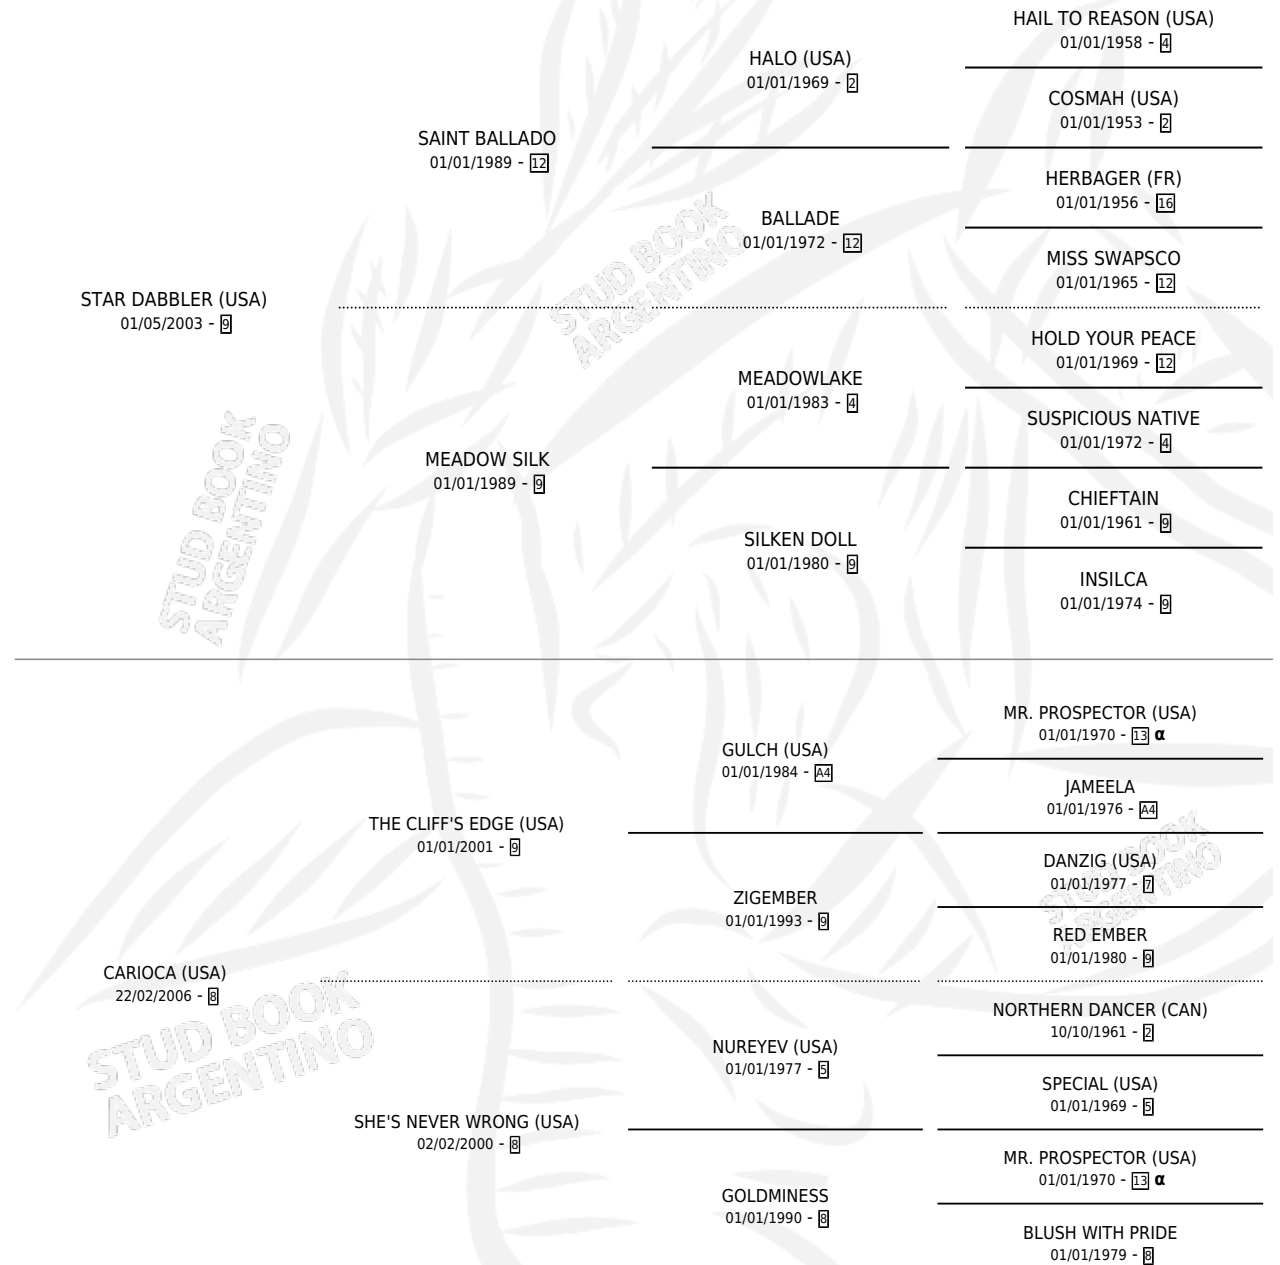 STAR DABBLER (USA)
01/05/2003 - 9
SAINT BALLADO
01/01/1989 - 12
MEADOW SILK
01/01/1989 - 9
HALO (USA)
01/01/1969 - 2
BALLADE
01/01/1972 - 12
MEADOWLAKE
01/01/1983 - 4
SILKEN DOLL
01/01/1980 - 9
HAIL TO REASON (USA)
01/01/1958 - 4
COSMAH (USA)
01/01/1953 - 2
HERBAGER (FR)
01/01/1956 - 16
MISS SWAPSCO
01/01/1965 - 12
HOLD YOUR PEACE
01/01/1969 - 12
SUSPICIOUS NATIVE
01/01/1972 - 4
CHIEFTAIN
01/01/1961 - 9
INSILCA
01/01/1974 - 9
STUD BOOK
ARGENTINO
STUD BOOK
ARGENTINO
CARIOCA (USA)
22/02/2006 - 8
THE CLIFF'S EDGE (USA)
01/01/2001 - 9
SHE'S NEVER WRONG (USA)
02/02/2000 - 8
GULCH (USA)
01/01/1984 - A4
ZIGEMBER
01/01/1993 - 9
NUREYEV (USA)
01/01/1977 - 5
GOLDMINESS
01/01/1990 - 8
MR. PROSPECTOR (USA)
01/01/1970 - 13 α
JAMEELA
01/01/1976 - A4
DANZIG (USA)
01/01/1977 - 7
RED EMBER
01/01/1980 - 9
NORTHERN DANCER (CAN)
10/10/1961 - 2
SPECIAL (USA)
01/01/1969 - 5
MR. PROSPECTOR (USA)
01/01/1970 - 13 α
BLUSH WITH PRIDE
01/01/1979 - 8
STUD BOOK
ARGENTINO
STUD BOOK
ARGENTINO